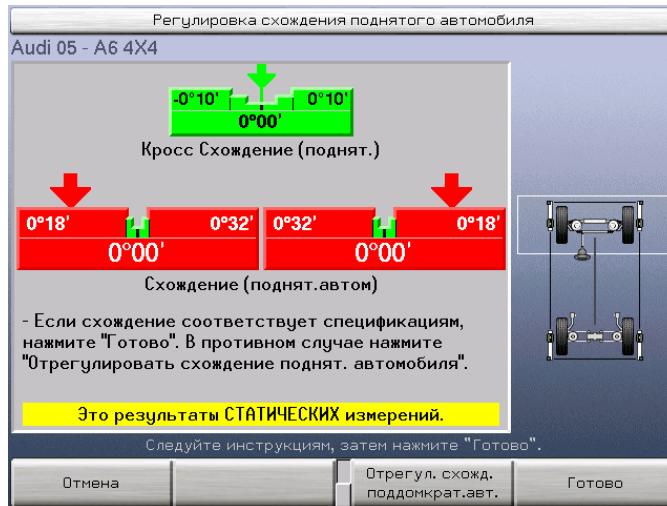 Регулировка схождения поднятого автомобиля
Audi 05 - A6 4X4
-0°10' 0°10'
0°00'
Кросс Схождение (поднят.)
0°18' 0°32' 0°32' 0°18'
0°00' 0°00'
Схождение (поднят.автом)
- Если схождение соответствует спецификациям,
нажмите "Готово". В противном случае нажмите
"Отрегулировать схождение поднят. автомобиля".
Это результаты СТАТИЧЕСКИХ измерений.
Следуйте инструкциям, затем нажмите "Готово".
Отмена
Отрегул. схожд.
поддомкрат.авт.
Готово